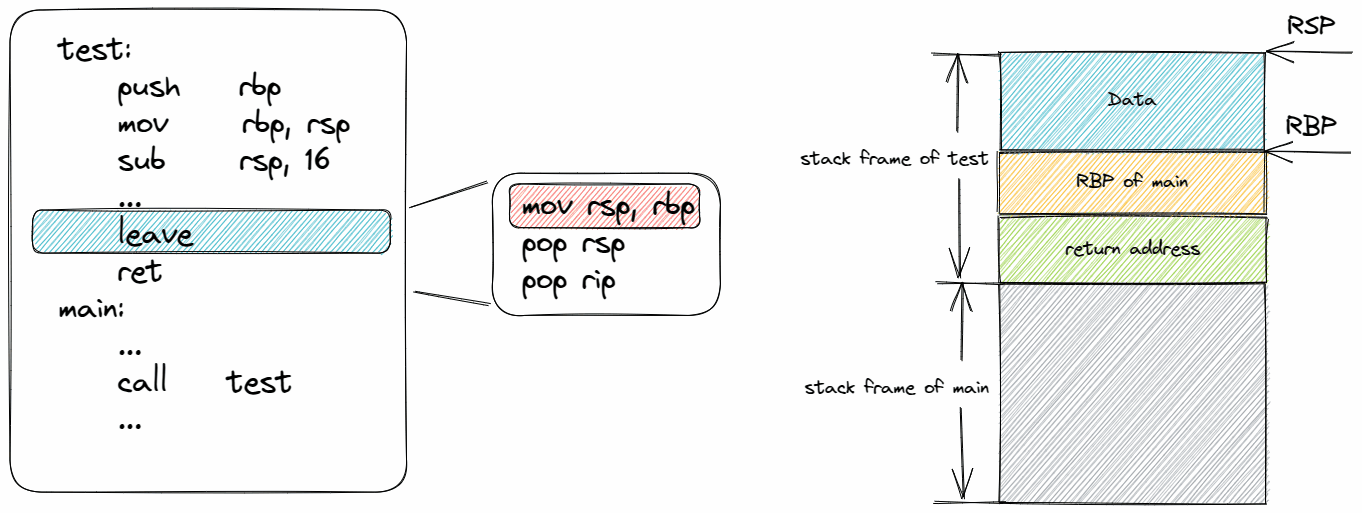 test:
push rbp
mov rbp, rsp
sub rsp, 16
...
leave
ret
main:
...
call test
...
mov rsp, rbp
pop rsp
pop rip
RSP
Data
RBP
stack frame of test
RBP of main
return address
stack frame of main